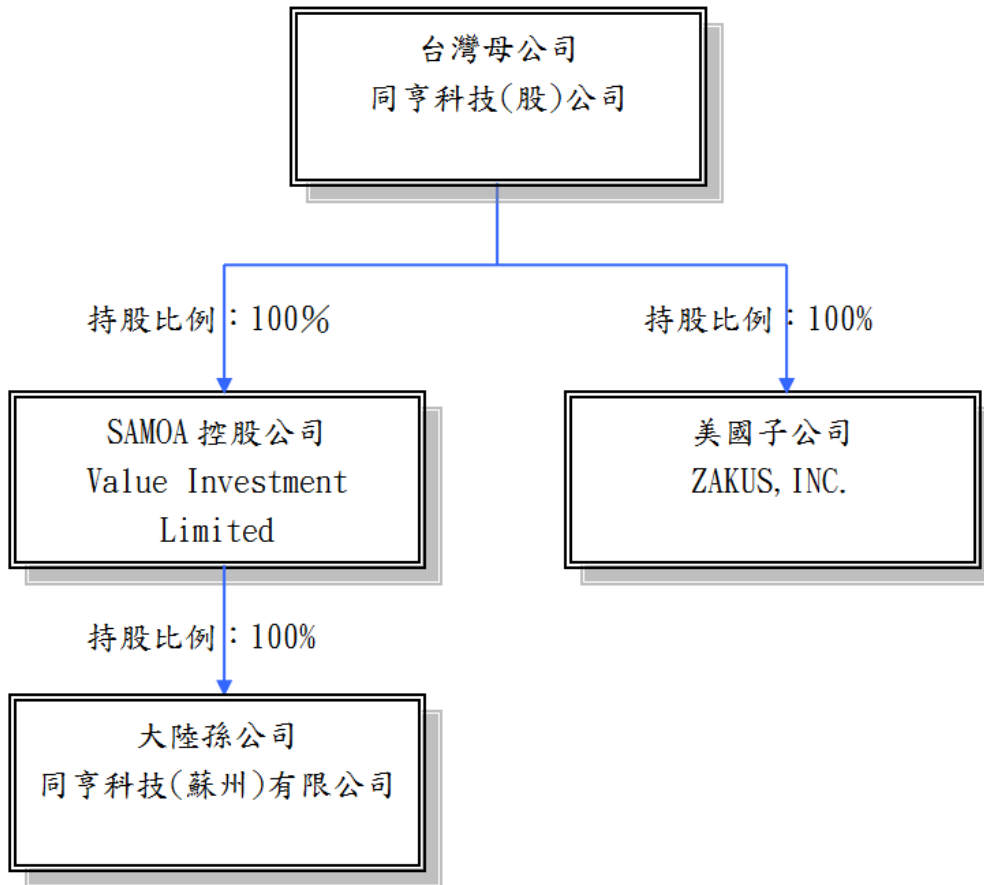 台灣母公司
同亨科技(股)公司
持股比例：100%
持股比例：100%
SAMOA 控股公司
Value Investment
Limited
美國子公司
ZAKUS, INC.
持股比例：100%
大陸孫公司
同亨科技(蘇州)有限公司